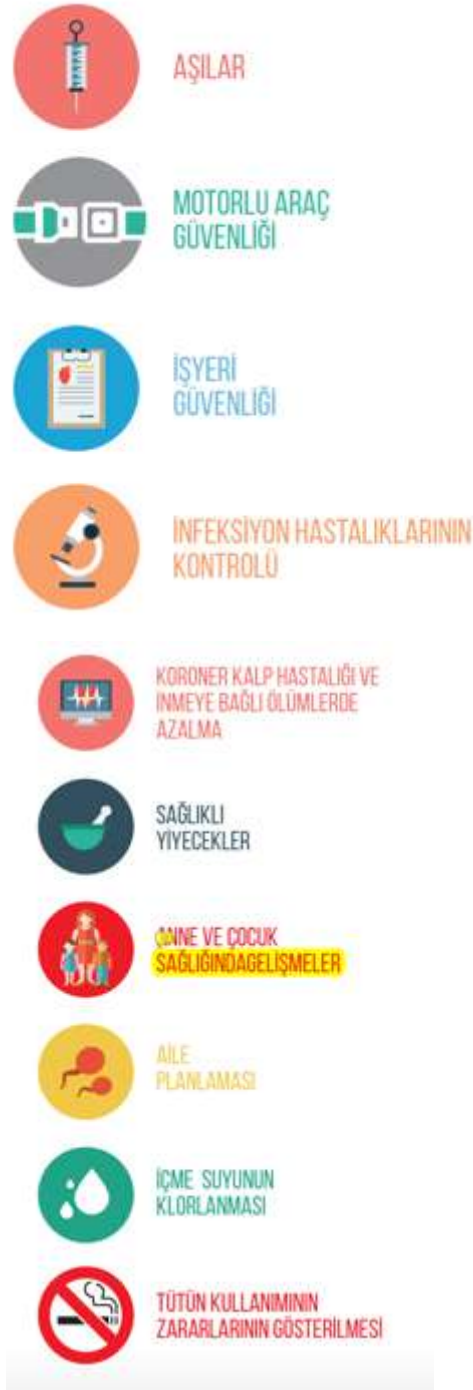 AŞILAR
MOTORLU ARAÇ
GÜVENLİĞİ
İŞYERİ
GÜVENLİĞİ
İNFEKSİYON HASTALIKLARININ
KONTROLÜ
KORONER KALP HASTALIĞI VE
İNMEYE BAĞLI ÖLÜMLERDE
AZALMA
SAĞLIKLI
YİYECEKLER
ANNE VE ÇOCUK
SAĞLIĞINDAGELİŞMELER
AİLE
PLANLAMASI
İÇME SUYUNUN
KLORLANMASI
TÜTÜN KULLANIMININ
ZARARLARININ GÖSTERİLMESİ